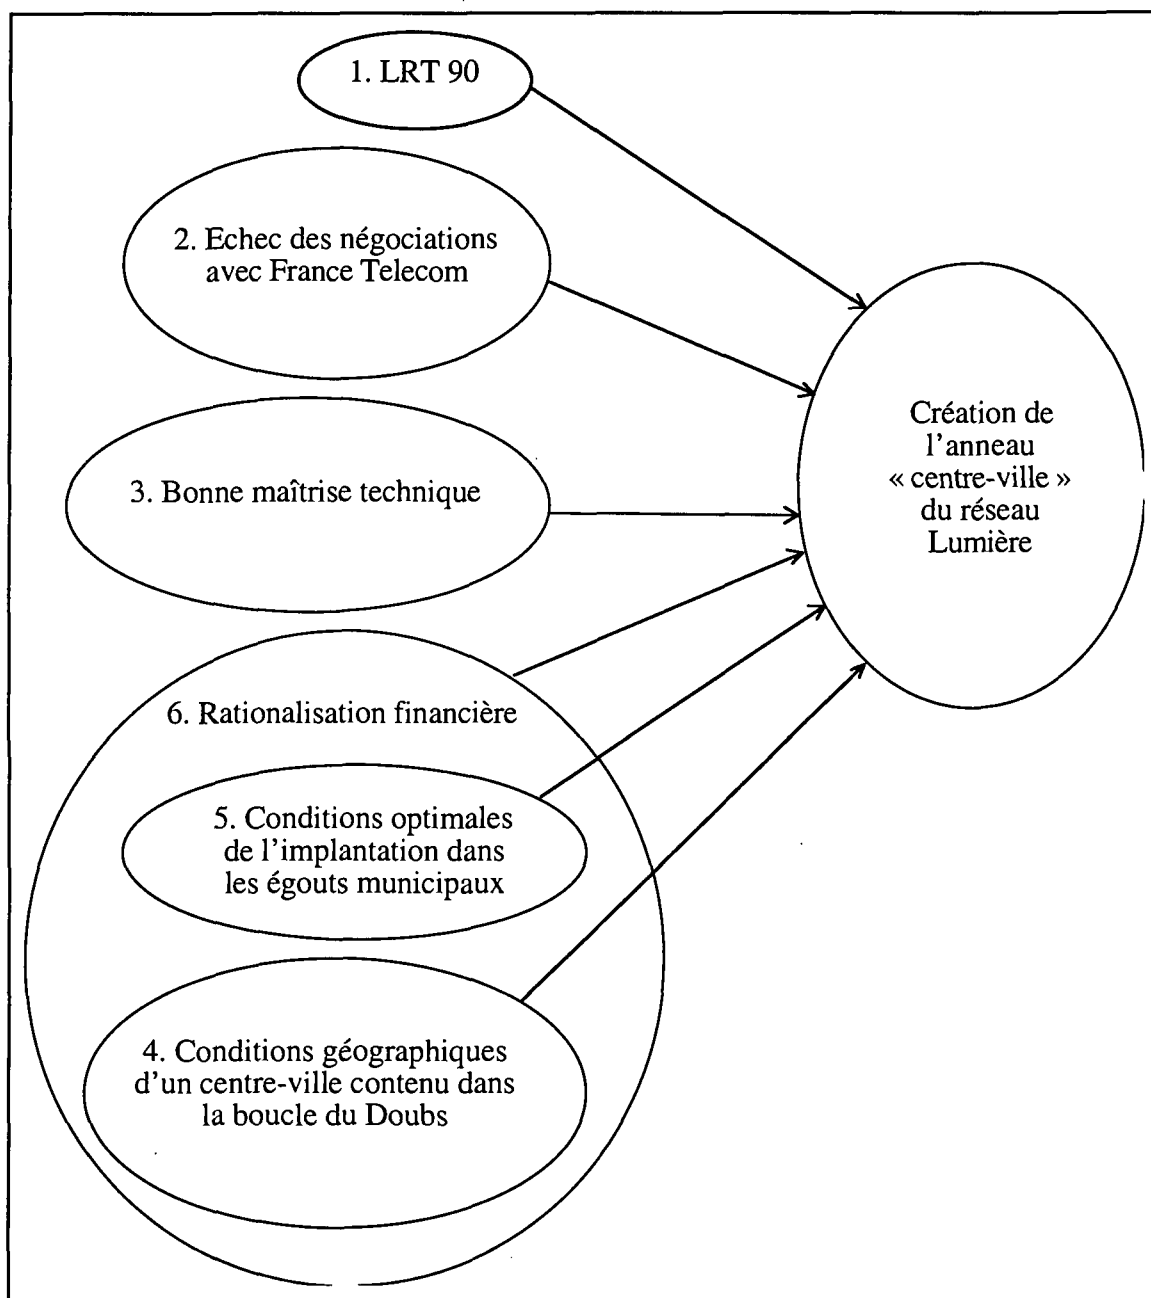 1. LRT 90
2. Echec des négociations
avec France Telecom
3. Bonne maîtrise technique
6. Rationalisation financière
5. Conditions optimales
de l’implantation dans
les égouts municipaux
4. Conditions géographiques
d’un centre-ville contenu dans
la boucle du Doubs
Création de
l’anneau
« centre-ville »
du réseau
Lumière